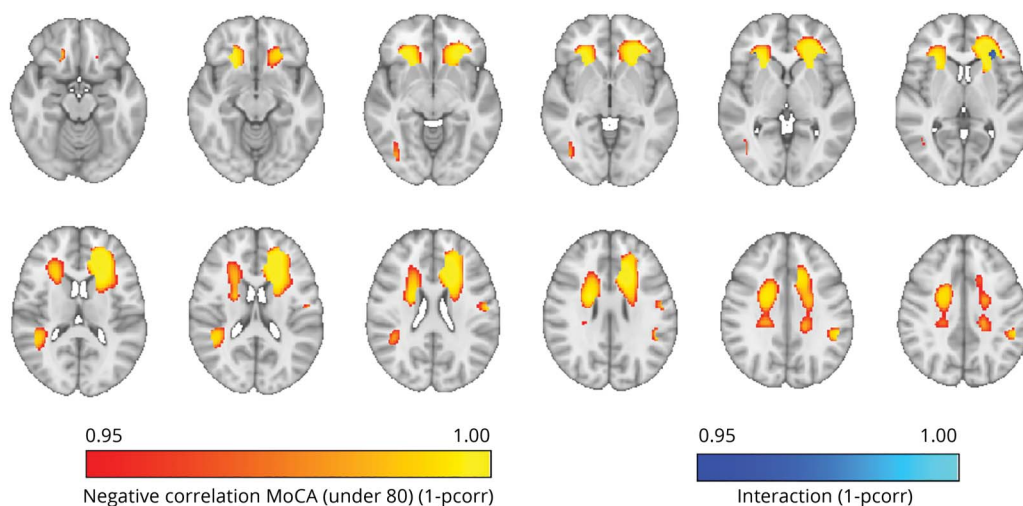 0.95 1.00 0.95 1.00
Negative correlation MoCA (under 80) (1-pcorr) Interaction (1-pcorr)